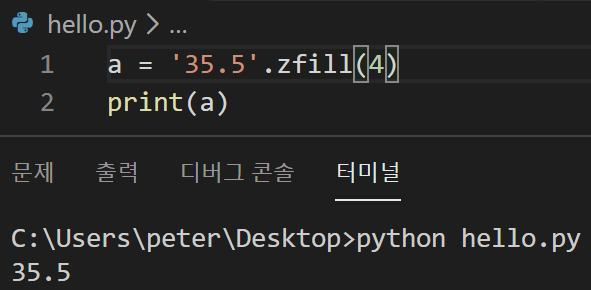 hello.py > ...
1 a = '35.5'.zfill(4)
2 print(a)
문제 출력 디버그 콘솔 터미널
C:\Users\peter\Desktop>python hello.py
35.5